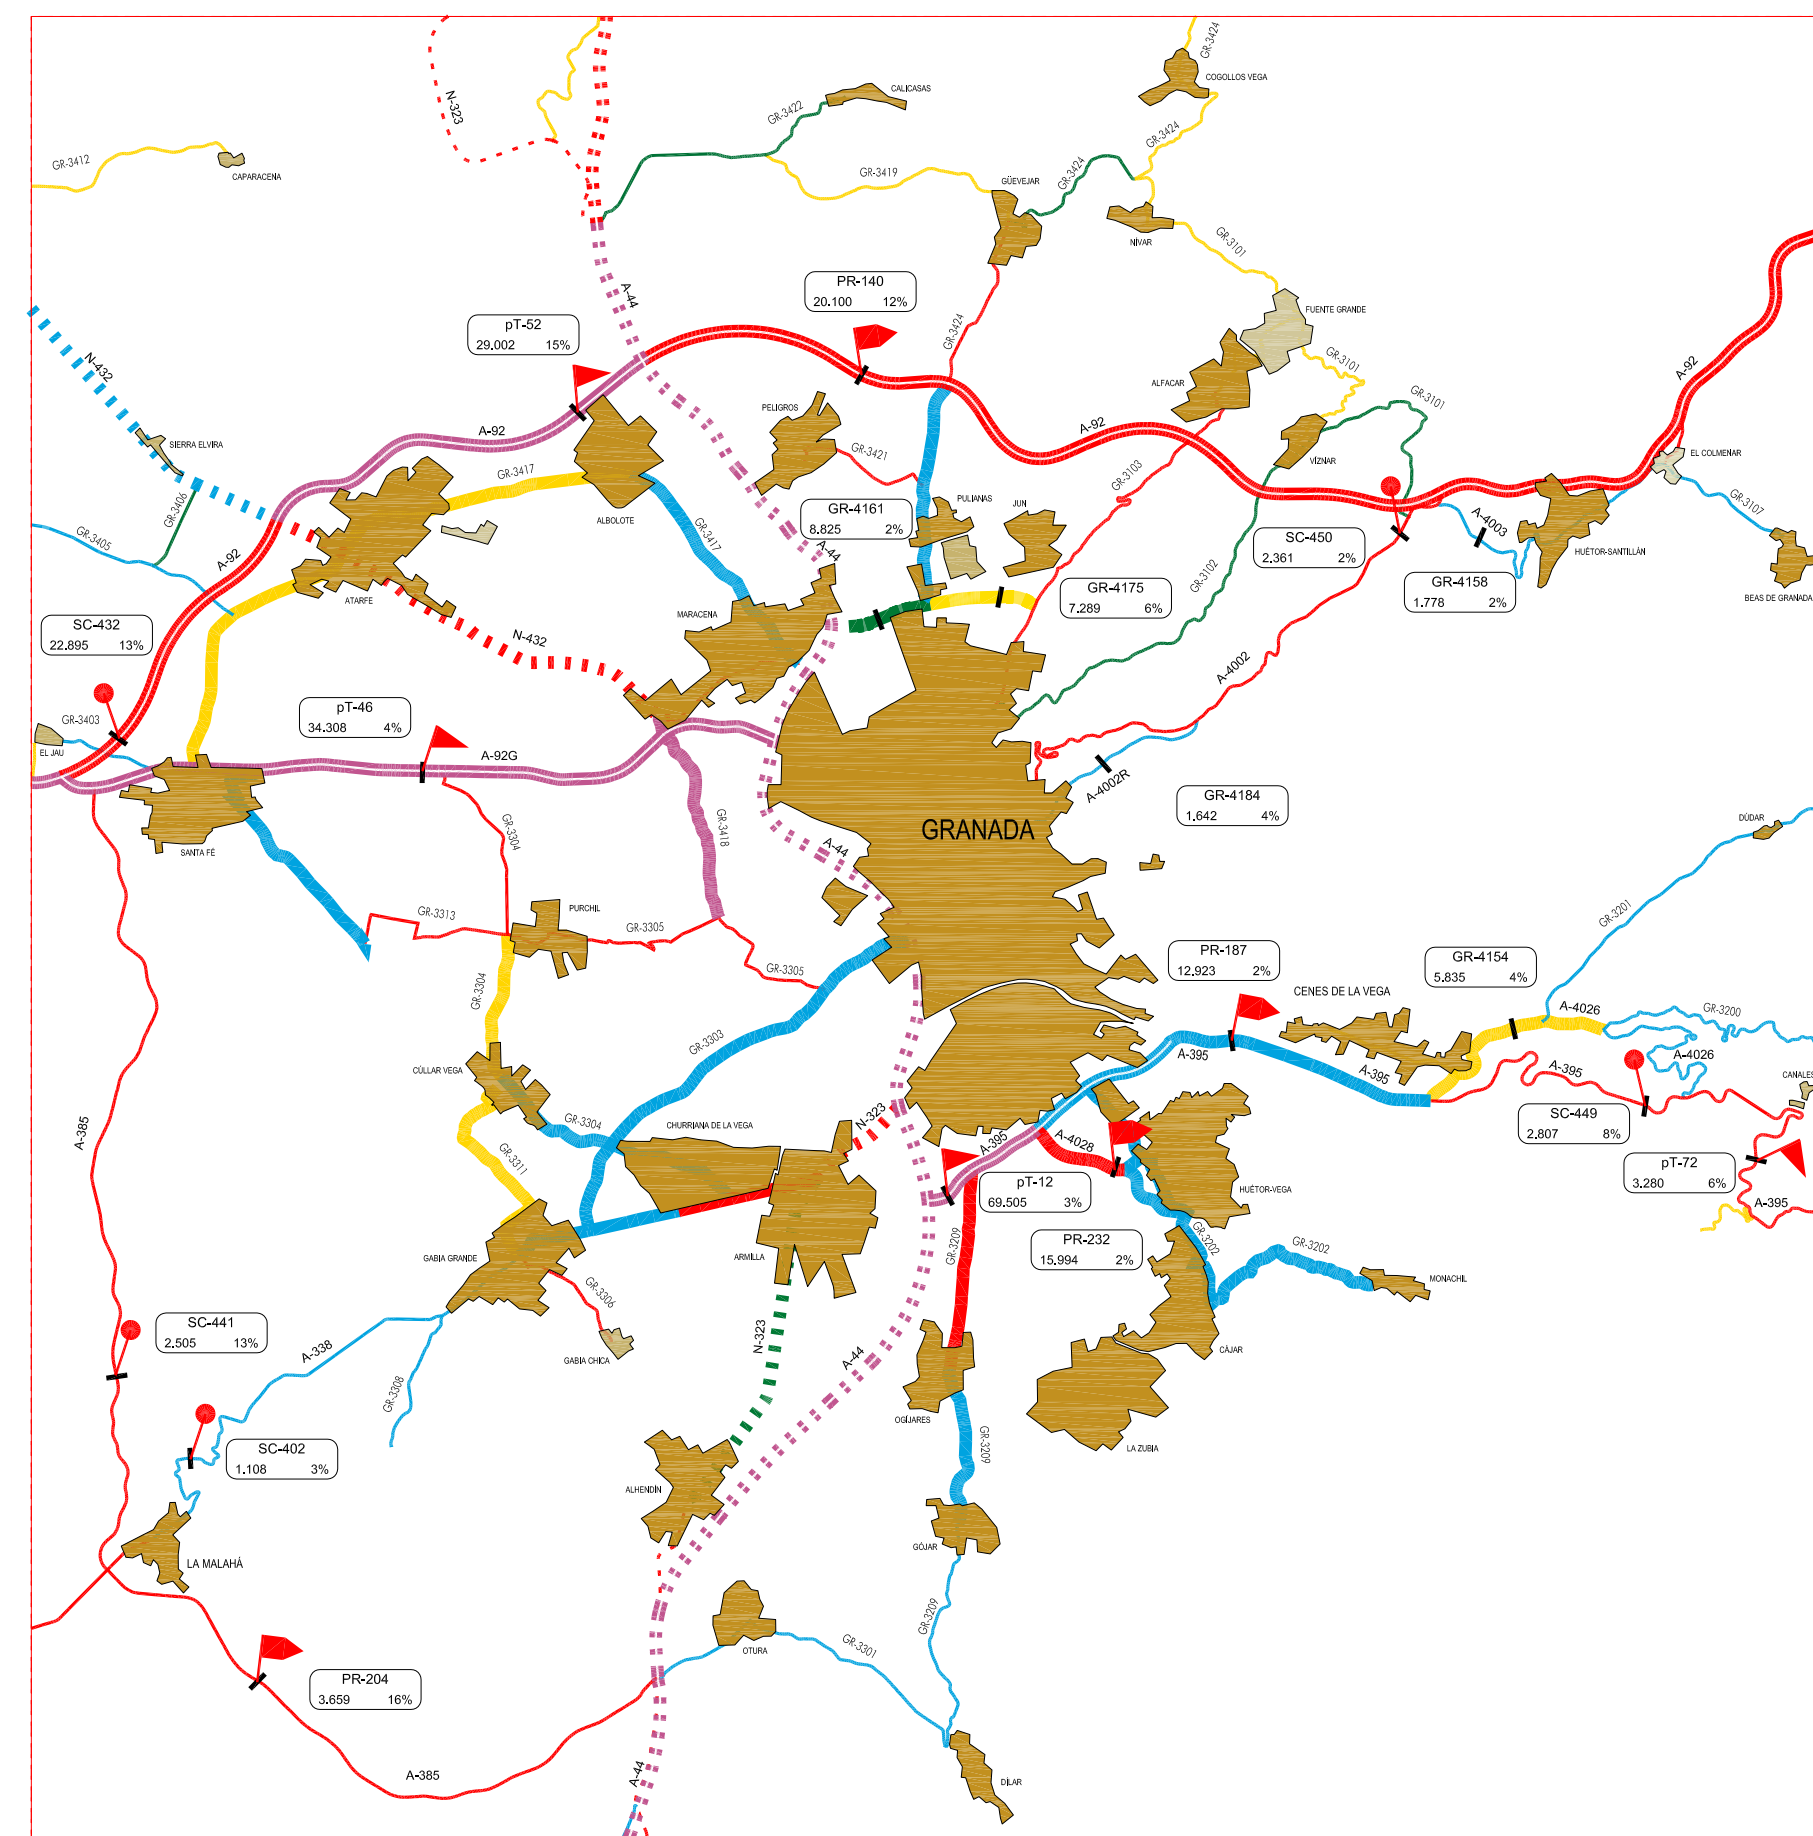 GR-3424
COGOLLOS VEGA
N-323
CALICASAS
GR-3422
GR-3424
GR-3412
CAPARACENA
GR-3419
GÜEVEJAR
GR-3424
NÍVAR
GR-3101
A-44
PR-140
20.100 12%
FUENTE GRANDE
pT-52
29.002 15%
GR-3424
GR-3101
N-432
A-92
ALFACAR
GR-3101
PELIGROS
A-92
A-92
SIERRA ELVIRA
GR-3421
VÍZNAR
EL COLMENAR
GR-3417
GR-3103
GR-3406
PULIANAS
JUN
GR-3107
ALBOLOTE
GR-4161
8.825 2%
A-4003
GR-3405
GR-3417
SC-450
2.361 2%
HUÉTOR-SANTILLÁN
A-92
A-44
GR-3102
GR-4175
7.289 6%
GR-4158
1.778 2%
ATARFE
BEAS DE GRANADA
MARACENA
SC-432
22.895 13%
N-432
A-4002
pT-46
34.308 4%
GR-3403
EL JAU
A-92G
A-4002R
GR-4184
1.642 4%
GR-3304
GR-3418
GRANADA
DÚDAR
A-44
SANTA FÉ
PURCHIL
GR-3313
GR-3305
GR-3201
PR-187
12.923 2%
GR-4154
5.835 4%
GR-3305
GR-3304
CENES DE LA VEGA
A-4026
GR-3200
GR-3303
A-395
A-4026
CÚLLAR VEGA
A-395
A-395
CANALES
N-323
GR-3304
CHURRIANA DE LA VEGA
SC-449
2.807 8%
A-385
A-395
A-4028
GR-3311
pT-72
3.280 6%
pT-12
69.505 3%
HUÉTOR-VEGA
A-395
GR-3209
PR-232
15.994 2%
GR-3202
GR-3202
GABIA GRANDE
ARMILLA
MONACHIL
GR-3306
SC-441
2.505 13%
A-338
N-323
A-44
GABIA CHICA
CÁJAR
GR-3308
OGÍJARES
LA ZUBIA
SC-402
1.108 3%
GR-3209
ALHENDÍN
GÓJAR
LA MALAHÁ
GR-3209
GR-3301
OTURA
PR-204
3.659 16%
A-385
A-44
DÍLAR